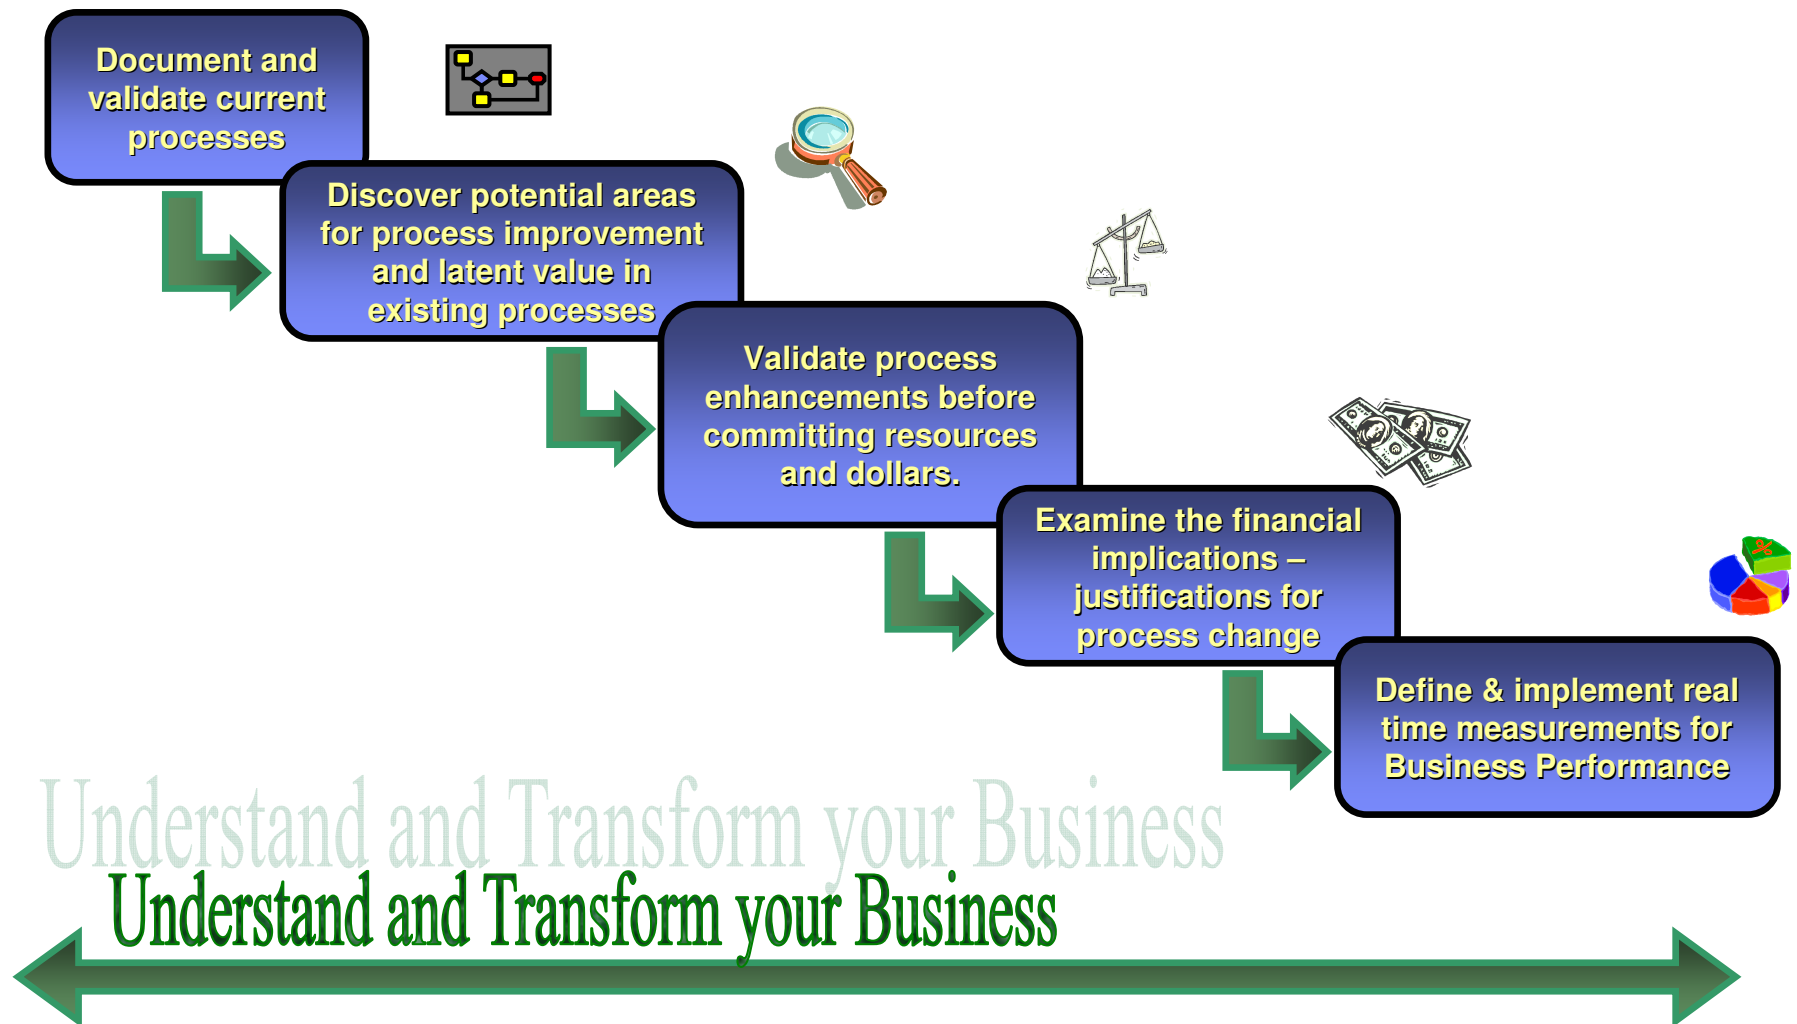 Document and
validate current
processes
Discover potential areas
for process improvement
and latent value in
existing processes
Validate process
enhancements before
committing resources
and dollars.
Examine the financial
implications –
justifications for
process change
%
Define & implement real
time measurements for
Business Performance
Understand and Transform your Business
Understand and Transform your Business